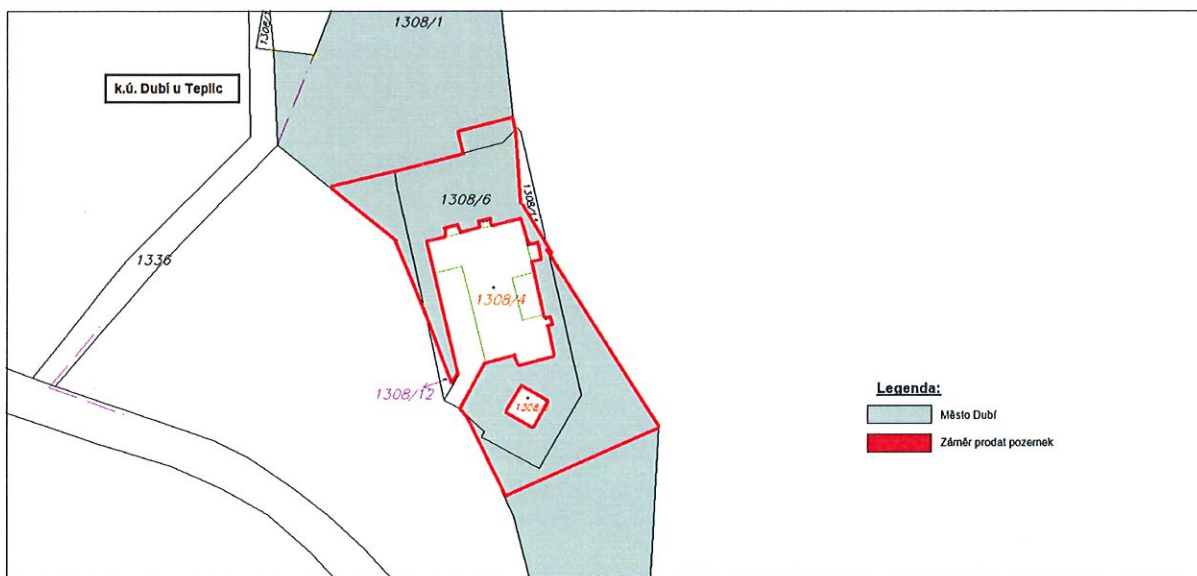 1308/1
k.ú. Dubí u Teplic
1308/6
1336
1308/4
1308/12
Legenda:
Město Dubí
Záměr prodat pozemek